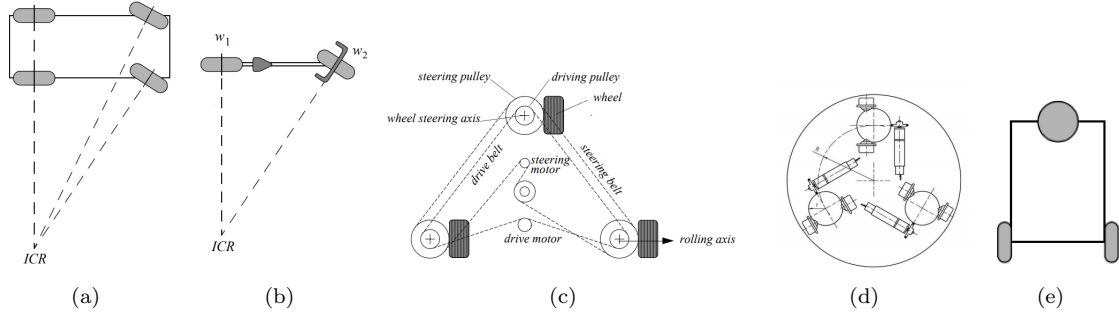 ICR
(a)
w1
w2
ICR
(b)
steering pulley
driving pulley
wheel
wheel steering axis
drive belt
steering motor
steering belt
drive motor
rolling axis
(c)
(d)
(e)